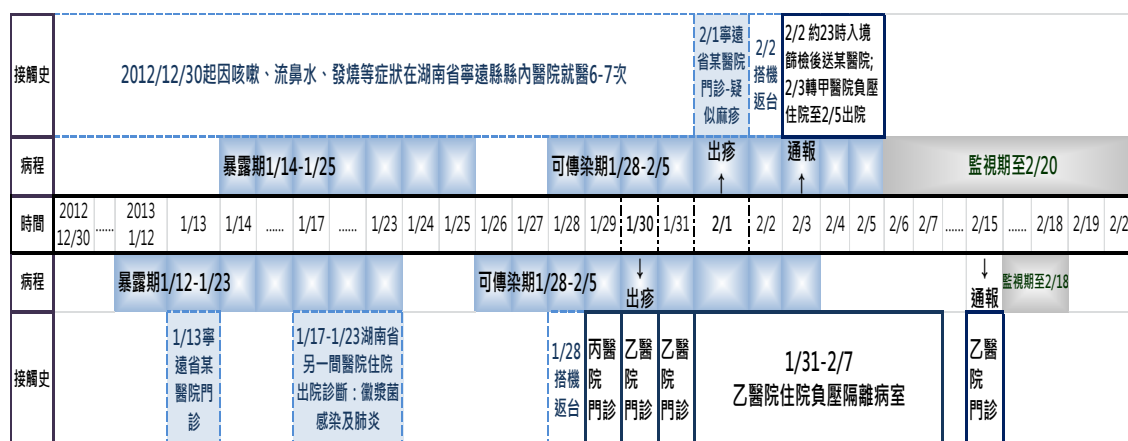 接觸史
2012/12/30起因咳嗽、流鼻水、發燒等症狀在湖南省寧遠縣縣內醫院就醫6-7次
2/1寧遠
省某醫院
門診-疑
似麻疹
2/2
搭機
返台
2/2 約23時入境
篩檢後送某醫院;
2/3轉甲醫院負壓
住院至2/5出院
病程
暴露期1/14-1/25
可傳染期1/28-2/5
出疹
↑
通報
↑
監視期至2/20
時間
2012
12/30
......
2013
1/12
1/13
1/14
......
1/17
......
1/23
1/24
1/25
1/26
1/27
1/28
1/29
1/30
1/31
2/1
2/2
2/3
2/4
2/5
2/6
2/7
......
2/15
......
2/18
2/19
2/2
病程
暴露期1/12-1/23
可傳染期1/28-2/5
↓
出疹
↓
通報
監視期至2/18
接觸史
1/13寧
遠省某
醫院門
診
1/17-1/23湖南省
另一間醫院住院
出院診斷：黴漿菌
感染及肺炎
1/28
搭機
返台
丙醫
院
門診
乙醫
院
門診
乙醫
院
門診
1/31-2/7
乙醫院住院負壓隔離病室
乙醫
院
門診